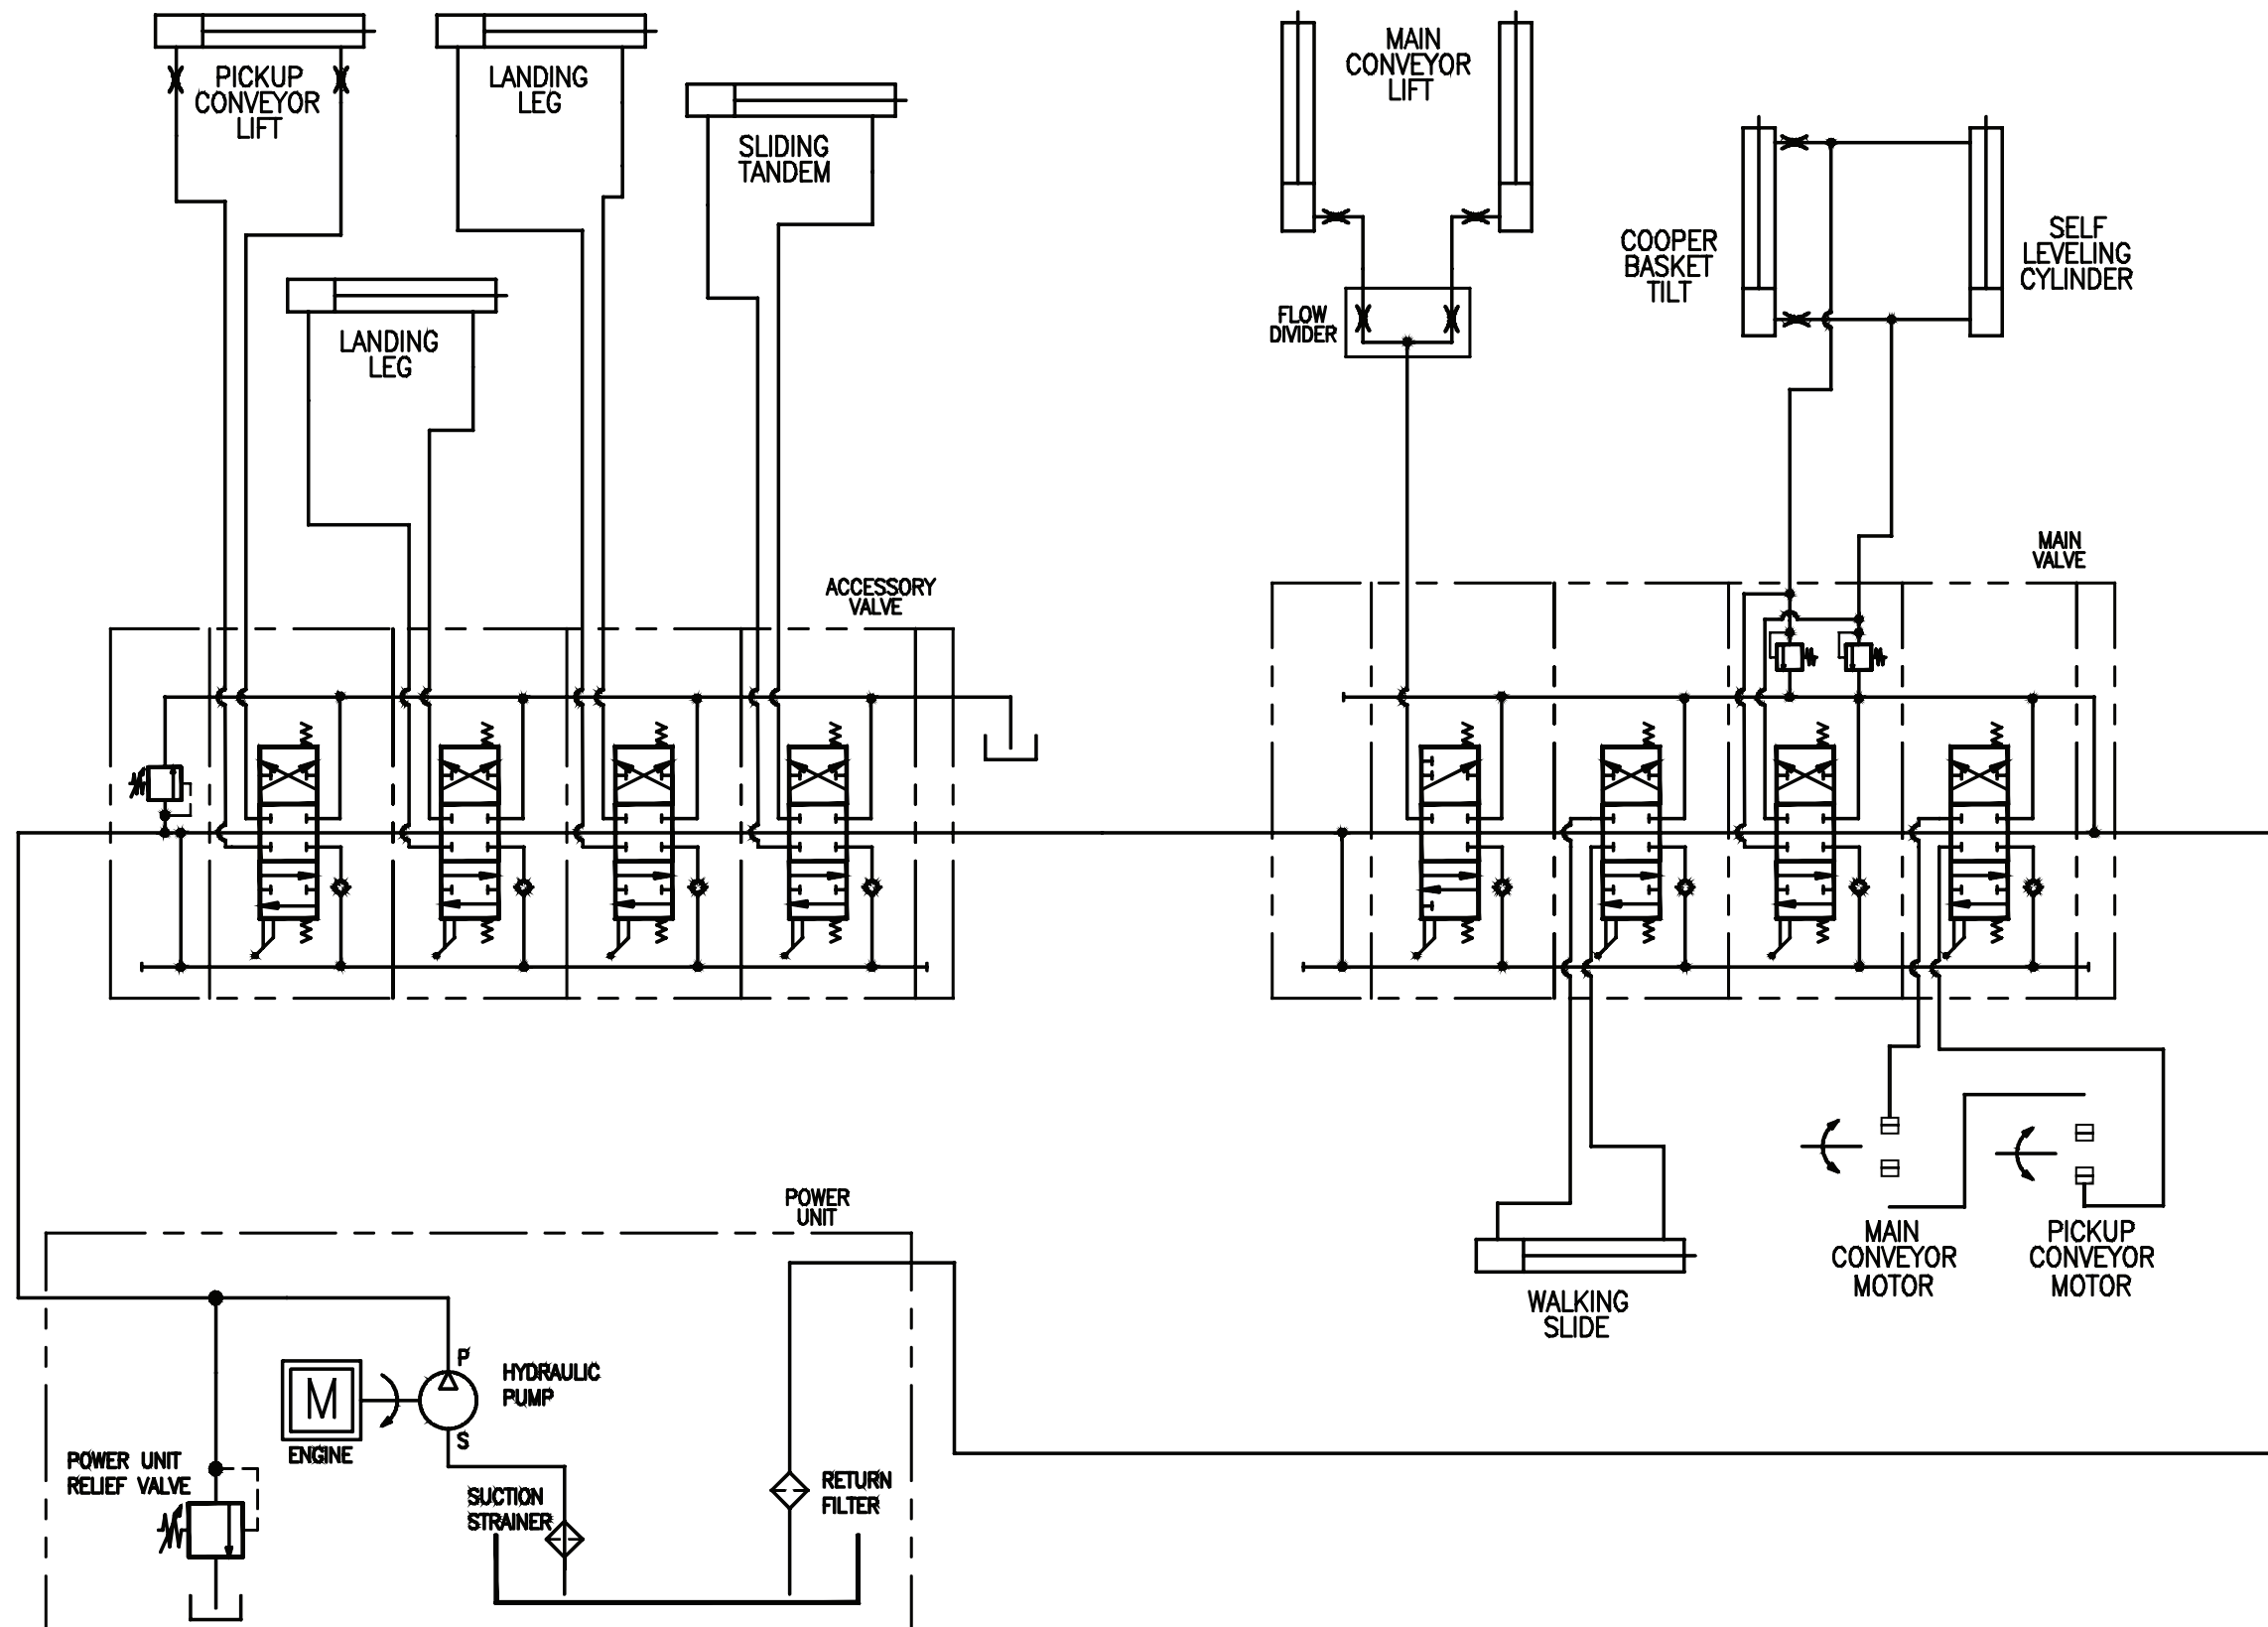 PICKUP
CONVEYOR
LIFT
LANDING
LEG
SLIDING
TANDEM
LANDING
LEG
MAIN
CONVEYOR
LIFT
FLOW
DIVIDER
COOPER
BASKET
TILT
SELF
LEVELING
CYLINDER
ACCESSORY
VALVE
MAIN
VALVE
POWER
UNIT
P
HYDRAULIC
PUMP
M
S
ENGINE
POWER UNIT
RELIEF VALVE
SUCTION
STRAINER
RETURN
FILTER
WALKING
SLIDE
MAIN
CONVEYOR
MOTOR
PICKUP
CONVEYOR
MOTOR